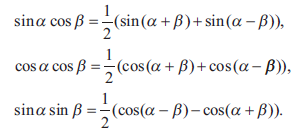 sin α cos β = 1/2 (sin(α + β) + sin(α − β)),
cos α cos β = 1/2 (cos(α + β) + cos(α − β)),
sin α sin β = 1/2 (cos(α − β) − cos(α + β)).